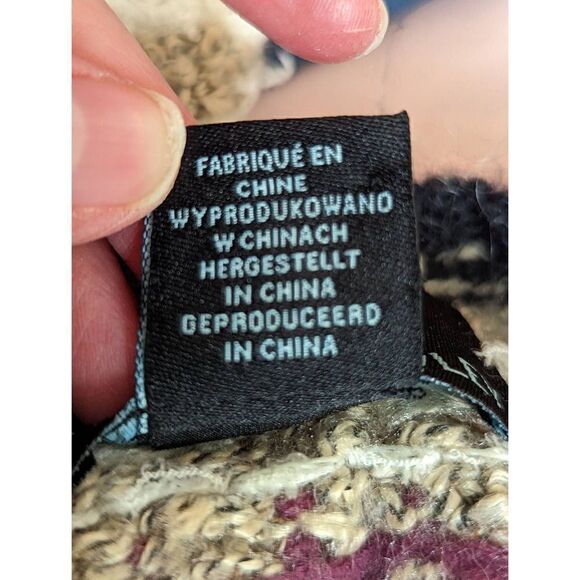 FABRIQUÉ EN
CHINE
WYPRODUKOWANO
W CHINACH
HERGESTELLT
IN CHINA
GEPRODUCEERD
IN CHINA